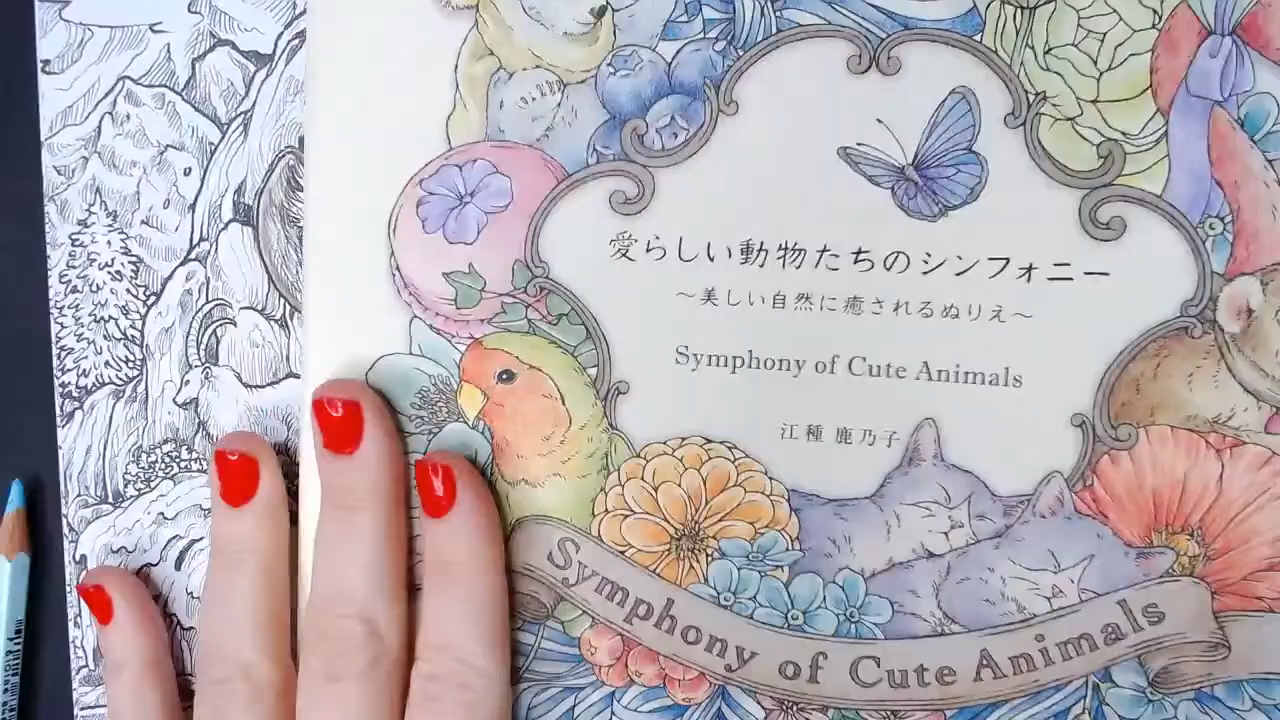 愛らしい動物たちのシンフォニー
〜美しい自然に癒されるぬりえ〜
Symphony of Cute Animals
江種 鹿乃子
Symphony of Cute Animals